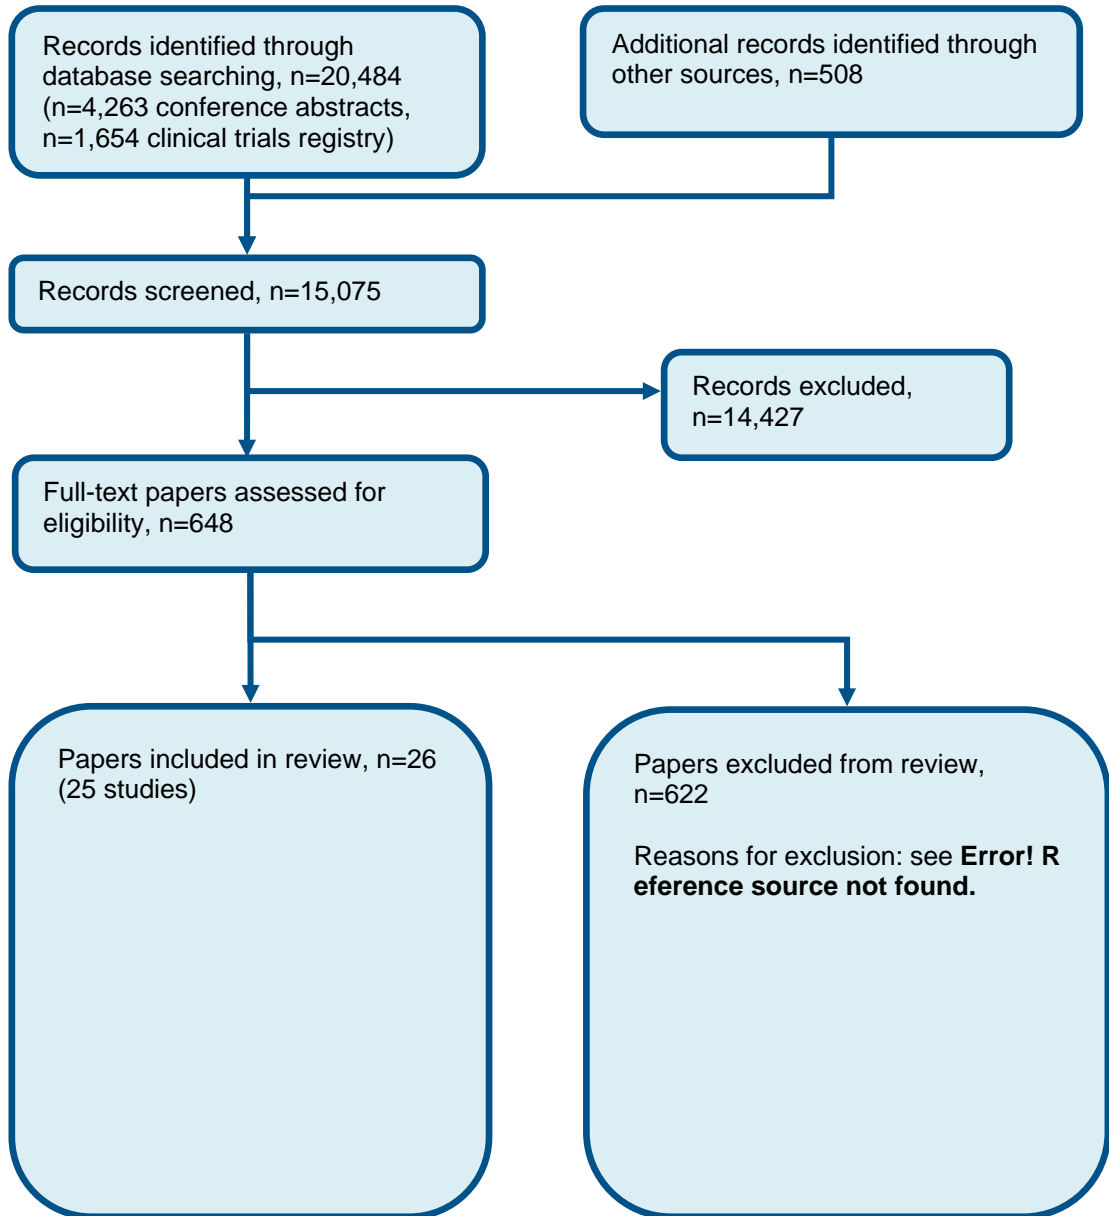 Records identified through
database searching, n=20,484
(n=4,263 conference abstracts,
n=1,654 clinical trials registry)
Additional records identified through
other sources, n=508
Records screened, n=15,075
Records excluded,
n=14,427
Full-text papers assessed for
eligibility, n=648
Papers included in review, n=26
(25 studies)
Papers excluded from review,
n=622
Reasons for exclusion: see Error! R
eference source not found.